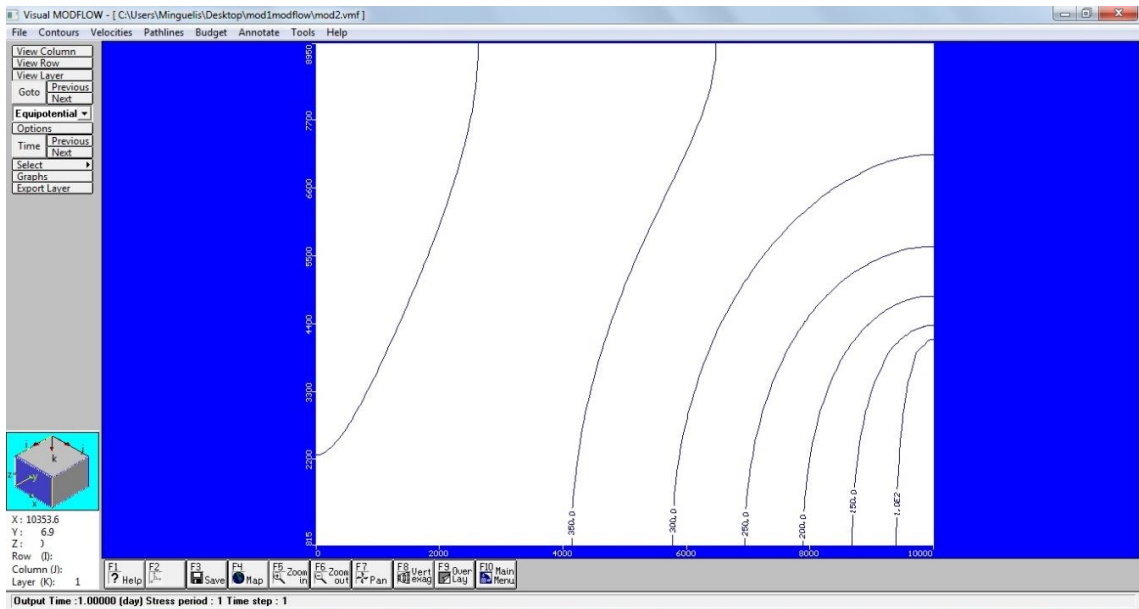 Visual MODFLOW - [ C:\Users\Minguelis\Desktop\mod1modflow\mod2.vmf ]
File Contours Velocities Pathlines Budget Annotate Tools Help
View Column
View Row
View Layer
Goto Previous
Next
Equipotential
Options
Time Previous
Next
Select
Graphs
Export Layer
8950
7700
6600
5500
4400
3300
2200
815
350.0
300.0
250.0
200.0
150.0
1.0E2
0 2000 4000 6000 8000 10000
i j
k
z y
x
X : 10353.6
Y : 6.9
Z : )
Row (I):
Column (J):
Layer (K): 1
F1 ? Help
F2
F3 Save
F4 Map
F5 Zoom in
F6 Zoom out
F7 Pan
F8 Vert exag
F9 Over Lay
F10 Main Menu
Output Time :1.00000 (day) Stress period : 1 Time step : 1